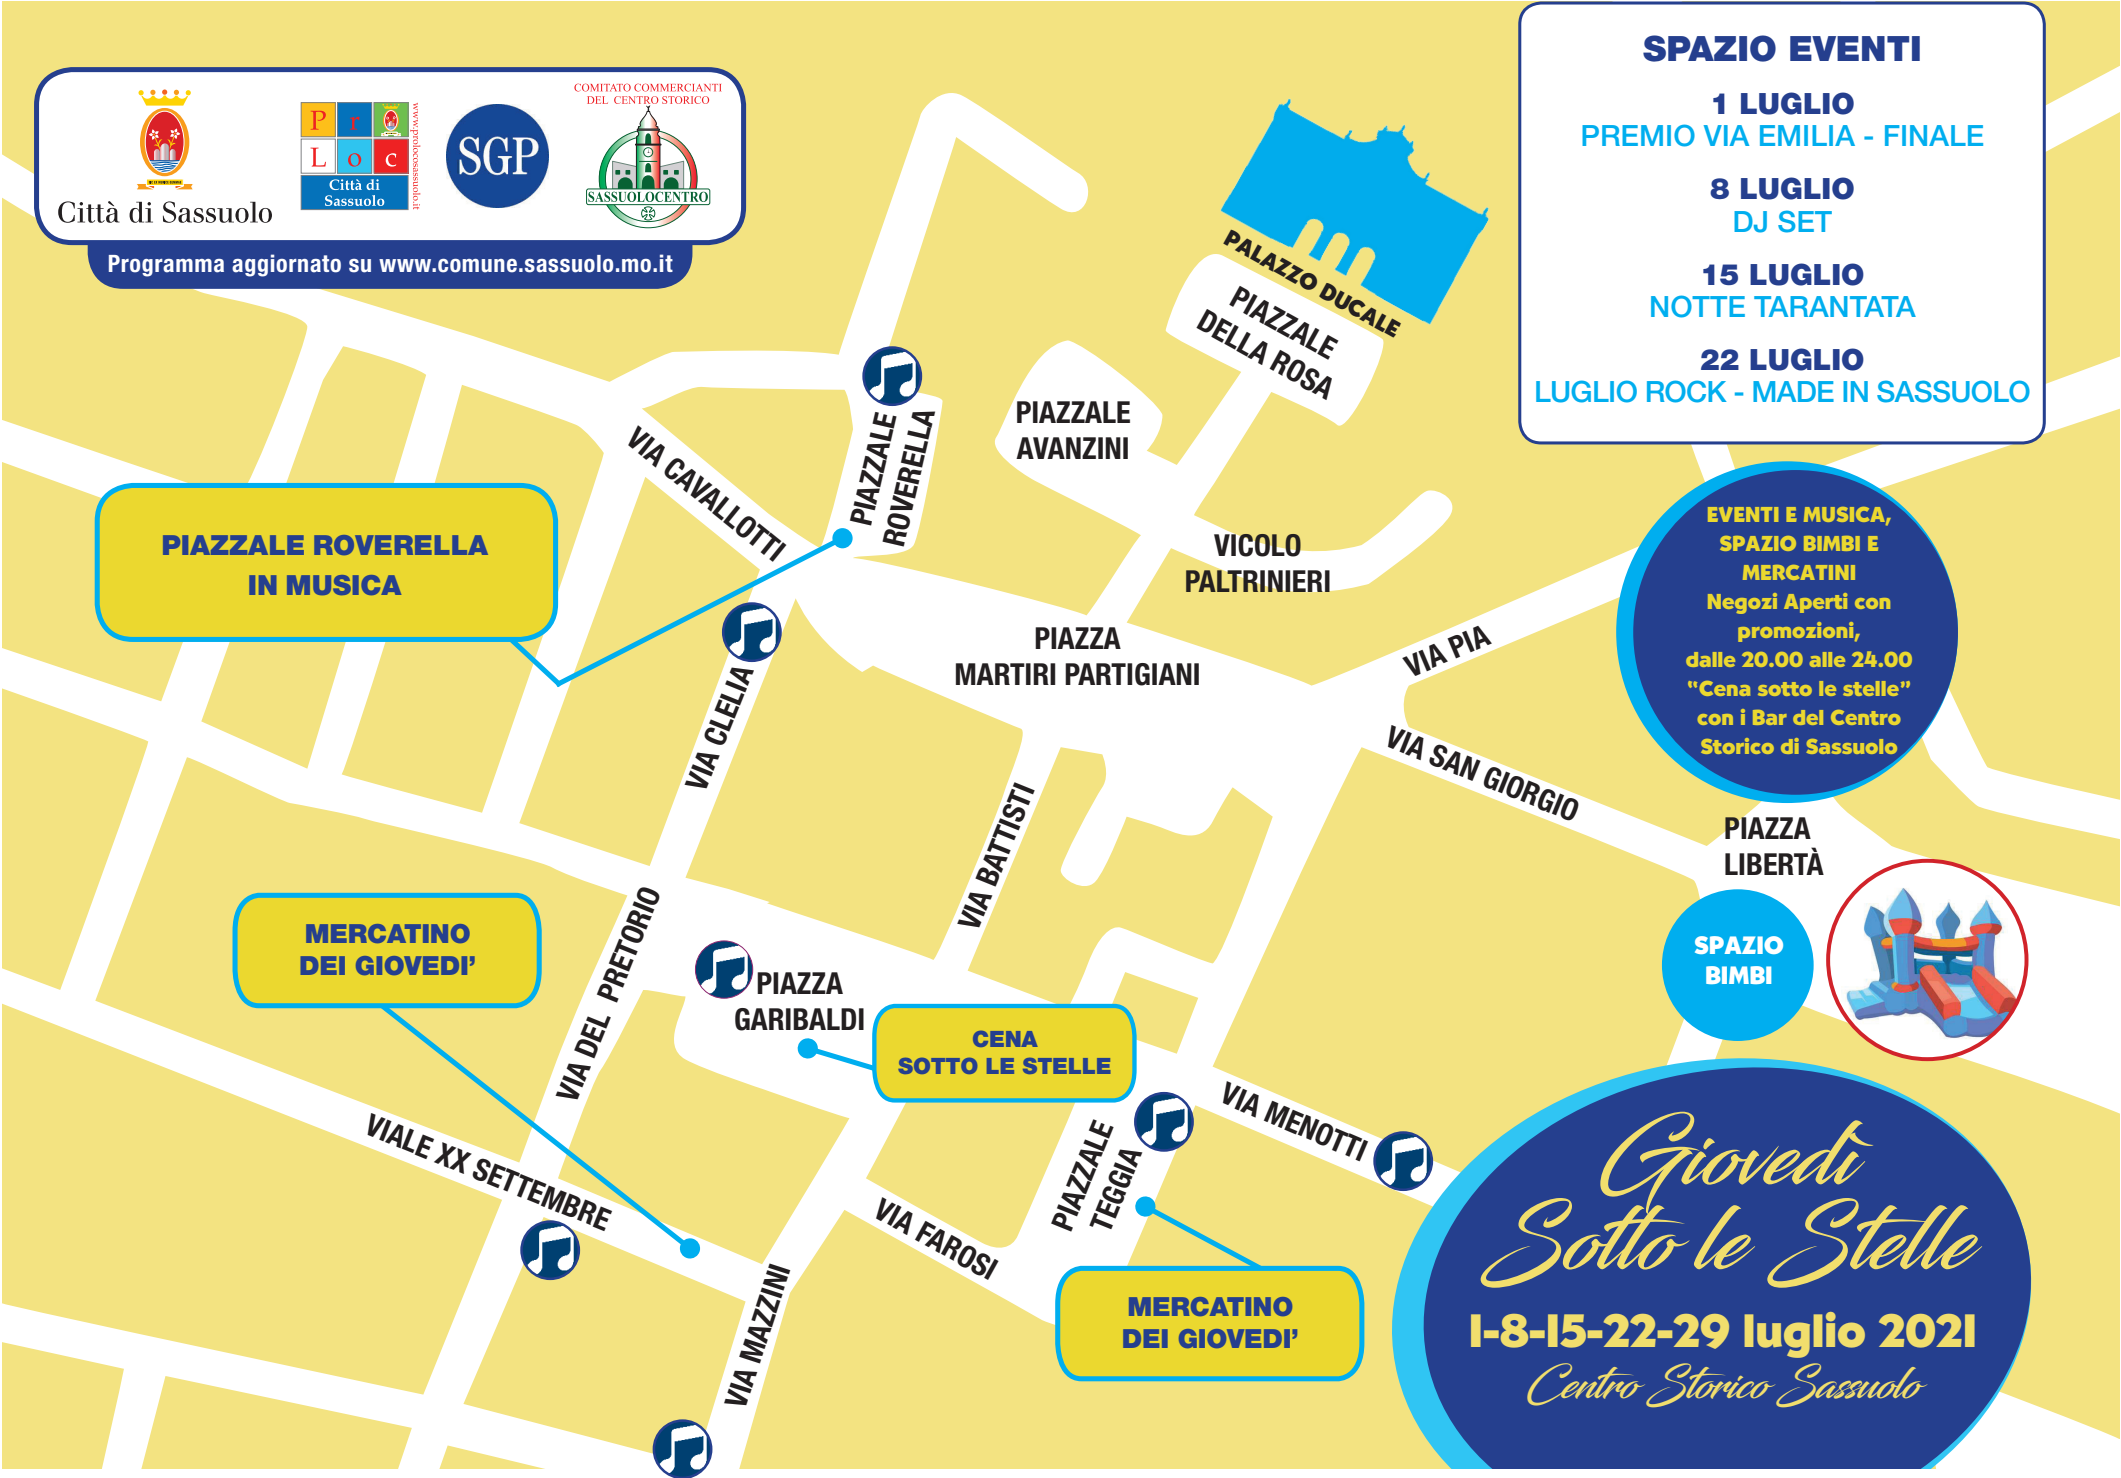 Città di Sassuolo
P r
L o c
Città di
Sassuolo
www.prolocosassuolo.it
SGP
COMITATO COMMERCIANTI
DEL CENTRO STORICO
SASSUOLOCENTRO
Programma aggiornato su www.comune.sassuolo.mo.it
SPAZIO EVENTI
1 LUGLIO
PREMIO VIA EMILIA - FINALE
8 LUGLIO
DJ SET
15 LUGLIO
NOTTE TARANTATA
22 LUGLIO
LUGLIO ROCK - MADE IN SASSUOLO
PALAZZO DUCALE
PIAZZALE
DELLA ROSA
PIAZZALE
AVANZINI
PIAZZALE
ROVERELLA
VIA CAVALLOTTI
PIAZZALE ROVERELLA
IN MUSICA
VICOLO
PALTRINIERI
PIAZZA
MARTIRI PARTIGIANI
VIA PIA
VIA CLELIA
VIA SAN GIORGIO
VIA BATTISTI
EVENTI E MUSICA,
SPAZIO BIMBI E
MERCATINI
Negozi Aperti con
promozioni,
dalle 20.00 alle 24.00
"Cena sotto le stelle"
con i Bar del Centro
Storico di Sassuolo
PIAZZA
LIBERTÀ
SPAZIO
BIMBI
MERCATINO
DEI GIOVEDI'
VIA DEL PRETORIO
PIAZZA
GARIBALDI
CENA
SOTTO LE STELLE
VIALE XX SETTEMBRE
VIA MENOTTI
PIAZZALE
TEGGIA
VIA FAROSI
VIA MAZZINI
MERCATINO
DEI GIOVEDI'
Giovedì
Sotto le Stelle
1-8-15-22-29 luglio 2021
Centro Storico Sassuolo